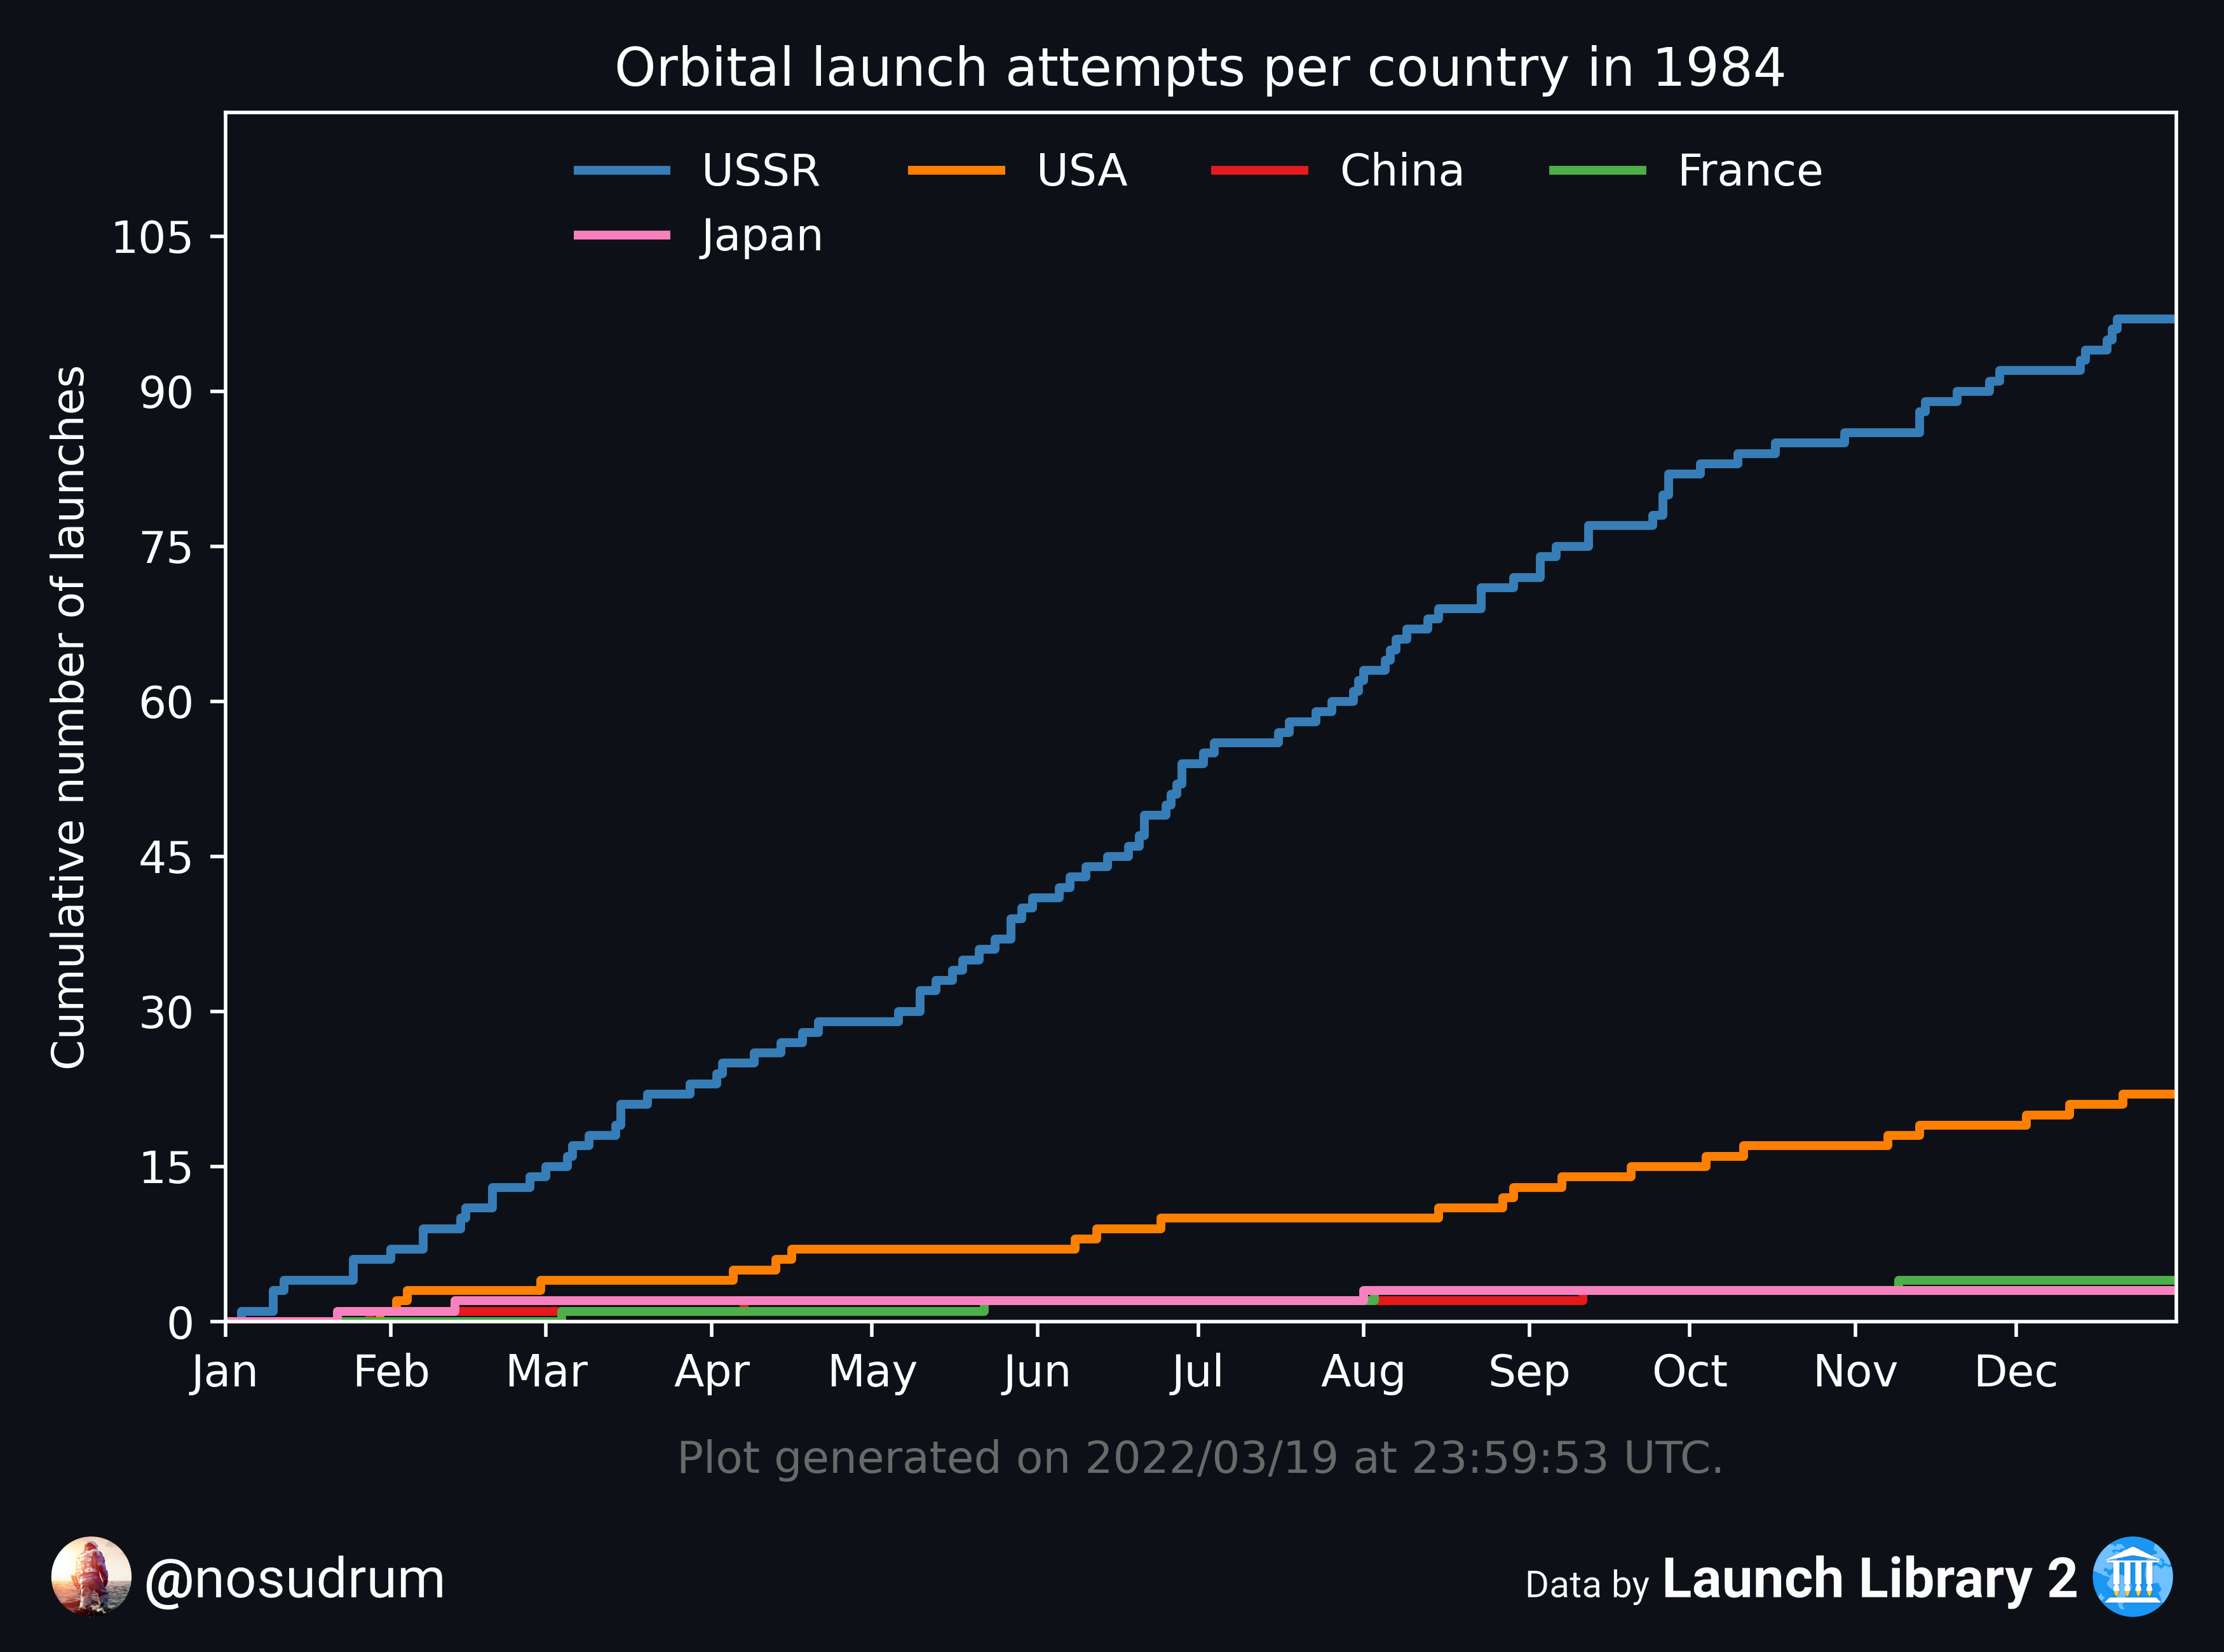 Orbital launch attempts per country in 1984
USSR USA China France
Japan
105
90
75
60
45
30
15
0
Cumulative number of launches
Jan Feb Mar Apr May Jun Jul Aug Sep Oct Nov Dec
Plot generated on 2022/03/19 at 23:59:53 UTC.
@nosudrum
Data by Launch Library 2